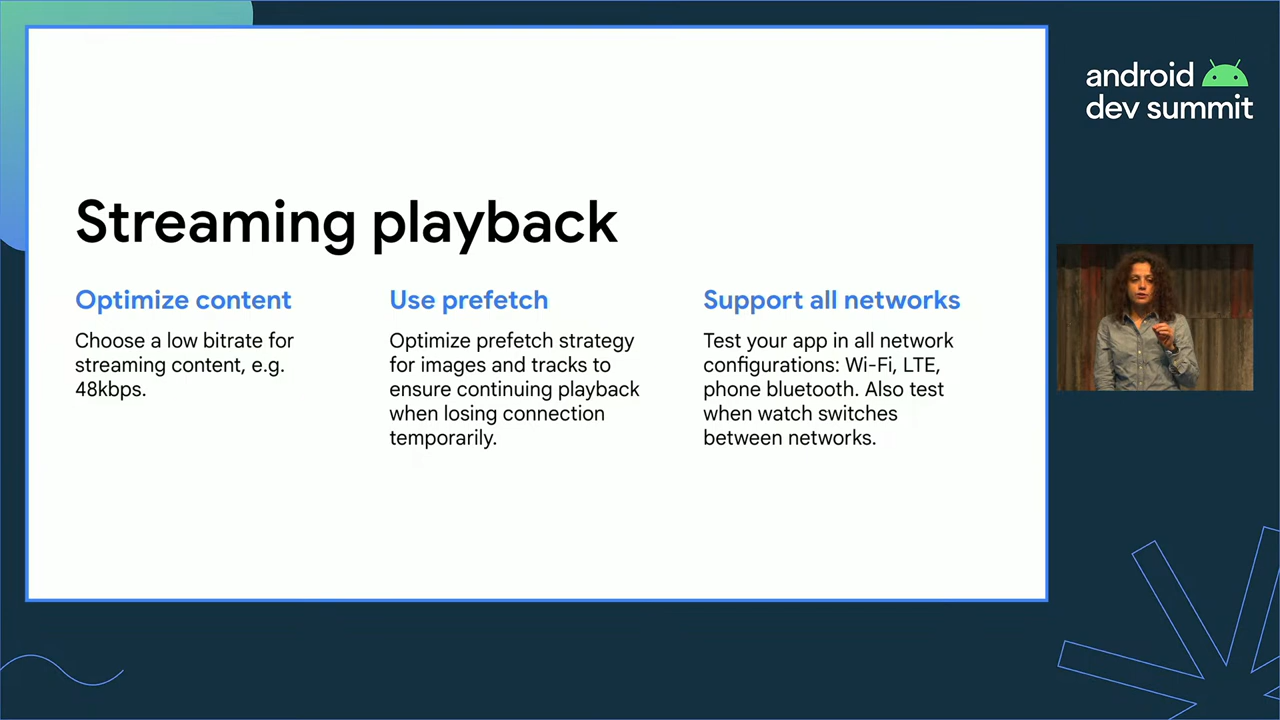 android
dev summit
Streaming playback
Optimize content
Choose a low bitrate for
streaming content, e.g.
48kbps.
Use prefetch
Optimize prefetch strategy
for images and tracks to
ensure continuing playback
when losing connection
temporarily.
Support all networks
Test your app in all network
configurations: Wi-Fi, LTE,
phone bluetooth. Also test
when watch switches
between networks.